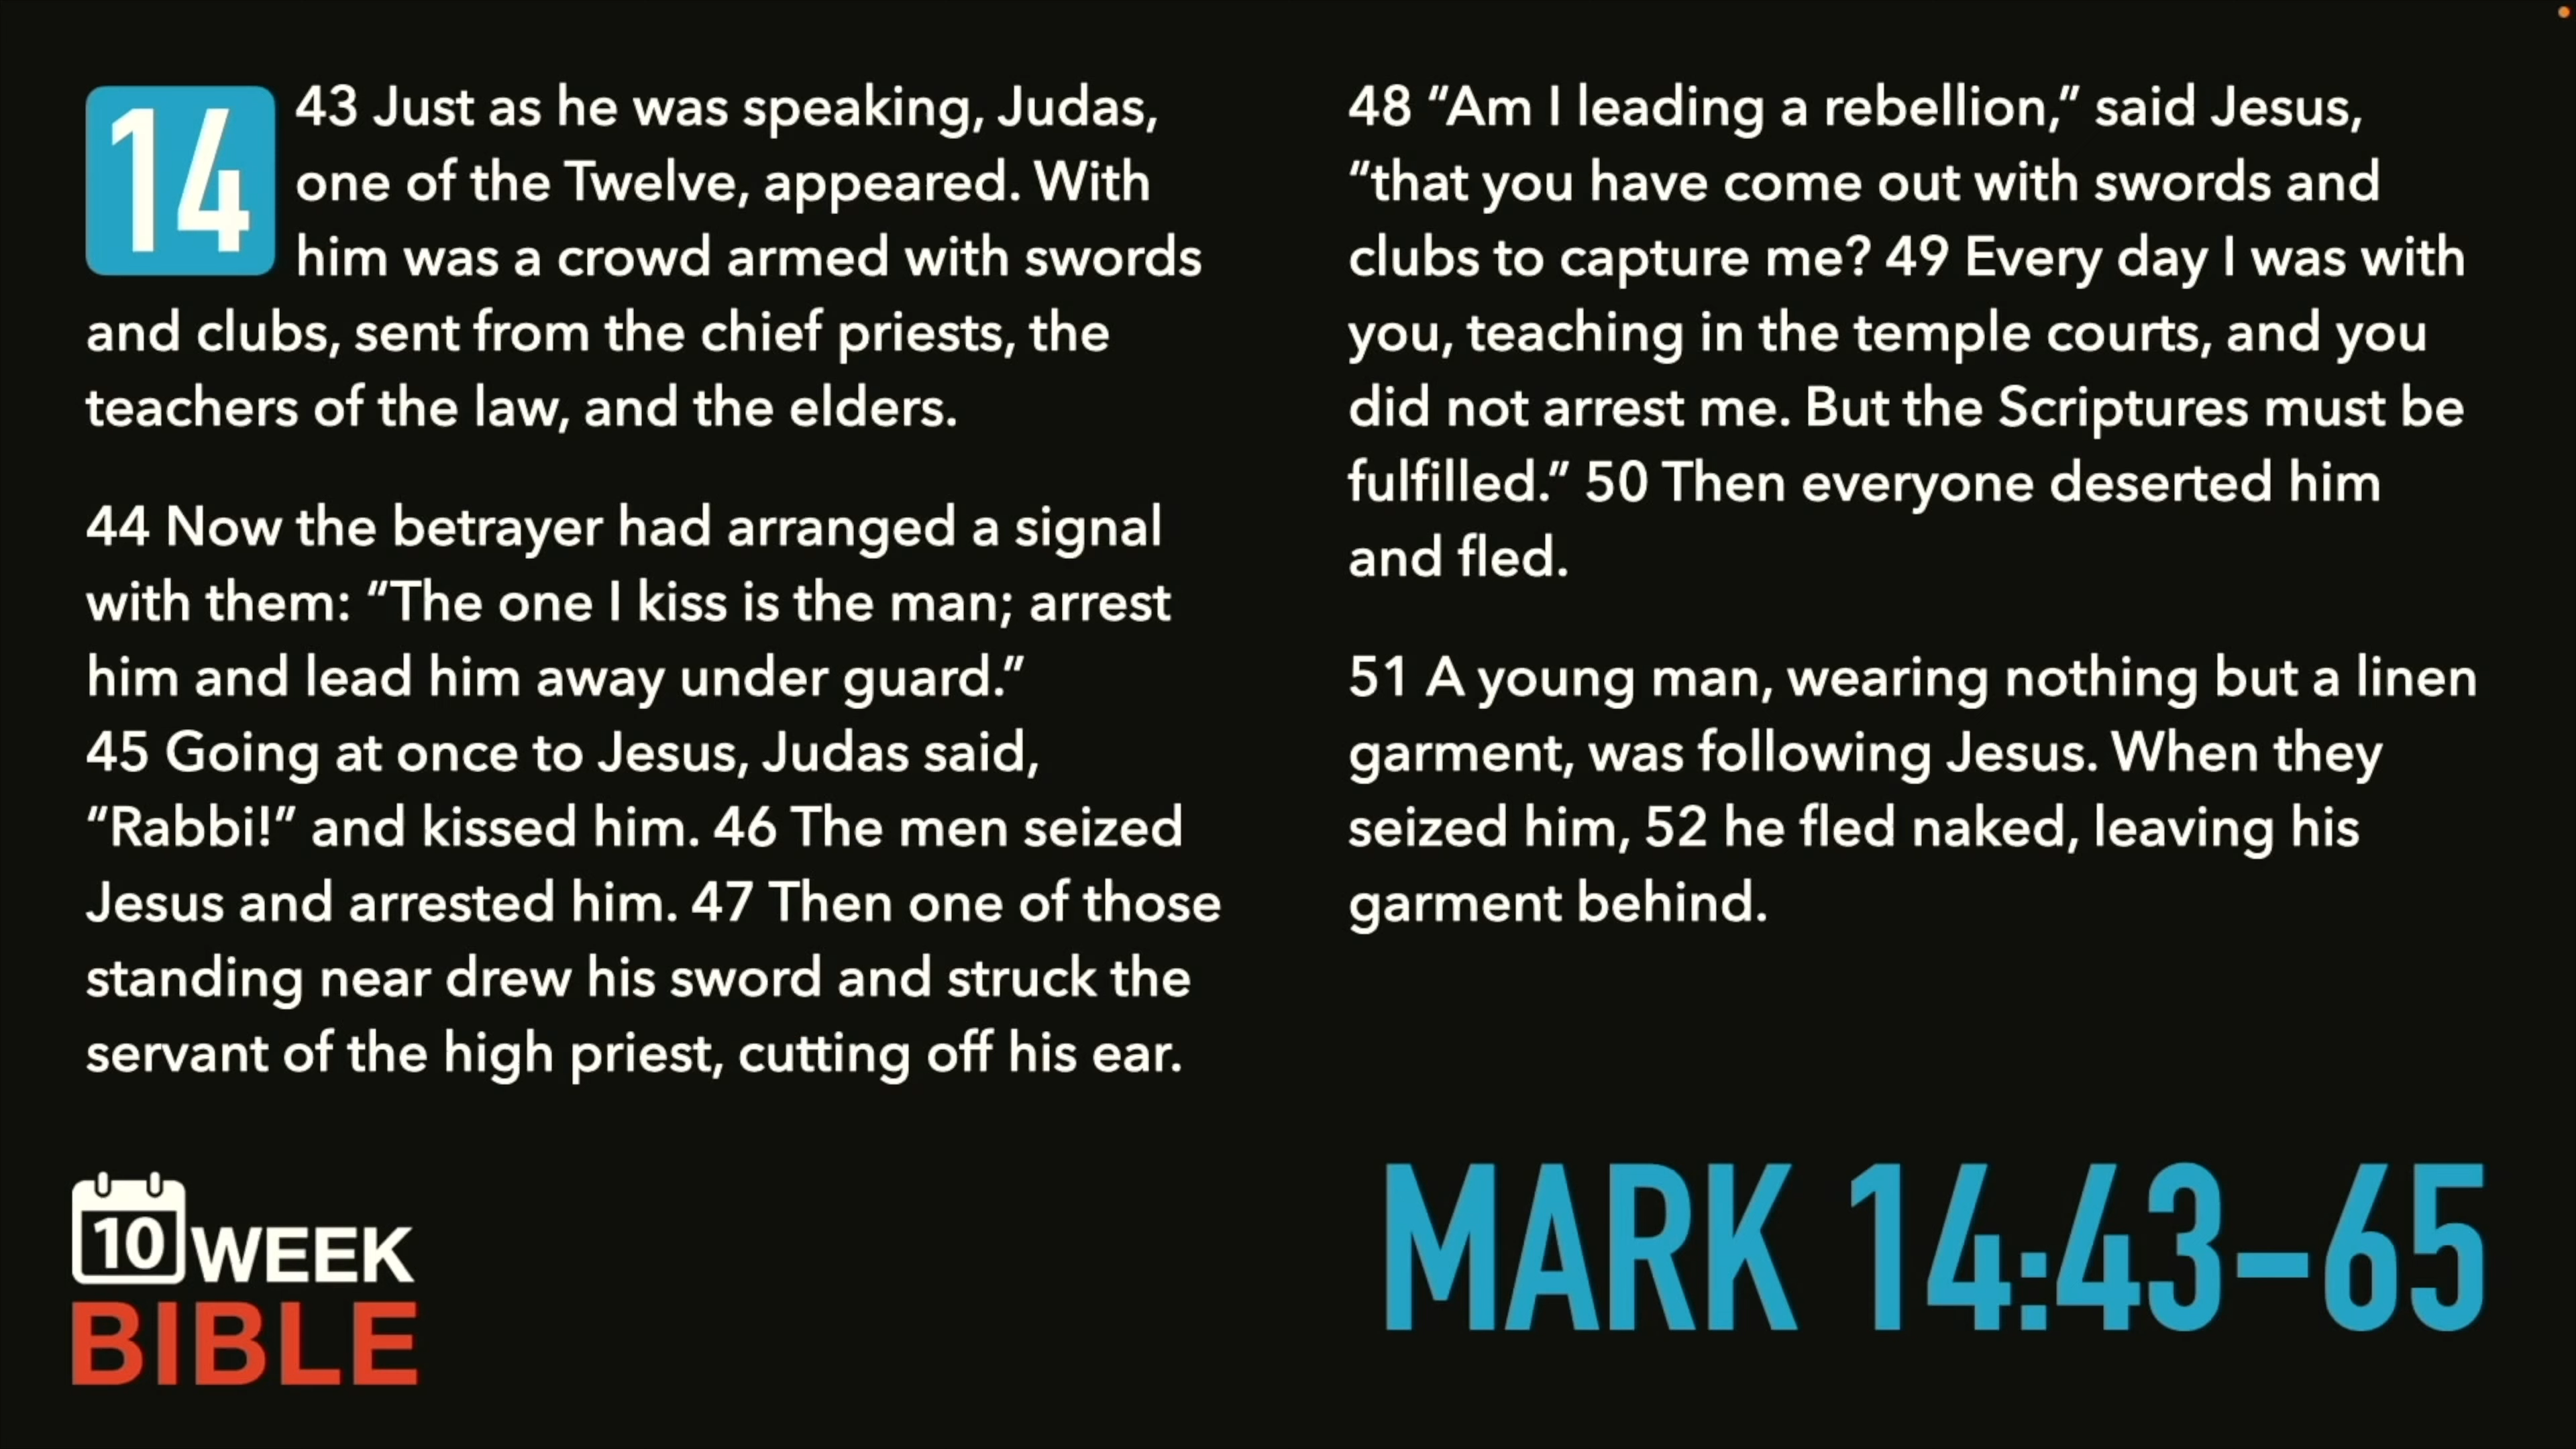 14
43 Just as he was speaking, Judas,
one of the Twelve, appeared. With
him was a crowd armed with swords
and clubs, sent from the chief priests, the
teachers of the law, and the elders.
44 Now the betrayer had arranged a signal
with them: “The one I kiss is the man; arrest
him and lead him away under guard.”
45 Going at once to Jesus, Judas said,
“Rabbi!” and kissed him. 46 The men seized
Jesus and arrested him. 47 Then one of those
standing near drew his sword and struck the
servant of the high priest, cutting off his ear.
48 “Am I leading a rebellion,” said Jesus,
“that you have come out with swords and
clubs to capture me? 49 Every day I was with
you, teaching in the temple courts, and you
did not arrest me. But the Scriptures must be
fulfilled.” 50 Then everyone deserted him
and fled.
51 A young man, wearing nothing but a linen
garment, was following Jesus. When they
seized him, 52 he fled naked, leaving his
garment behind.
10 WEEK
BIBLE
MARK 14:43–65